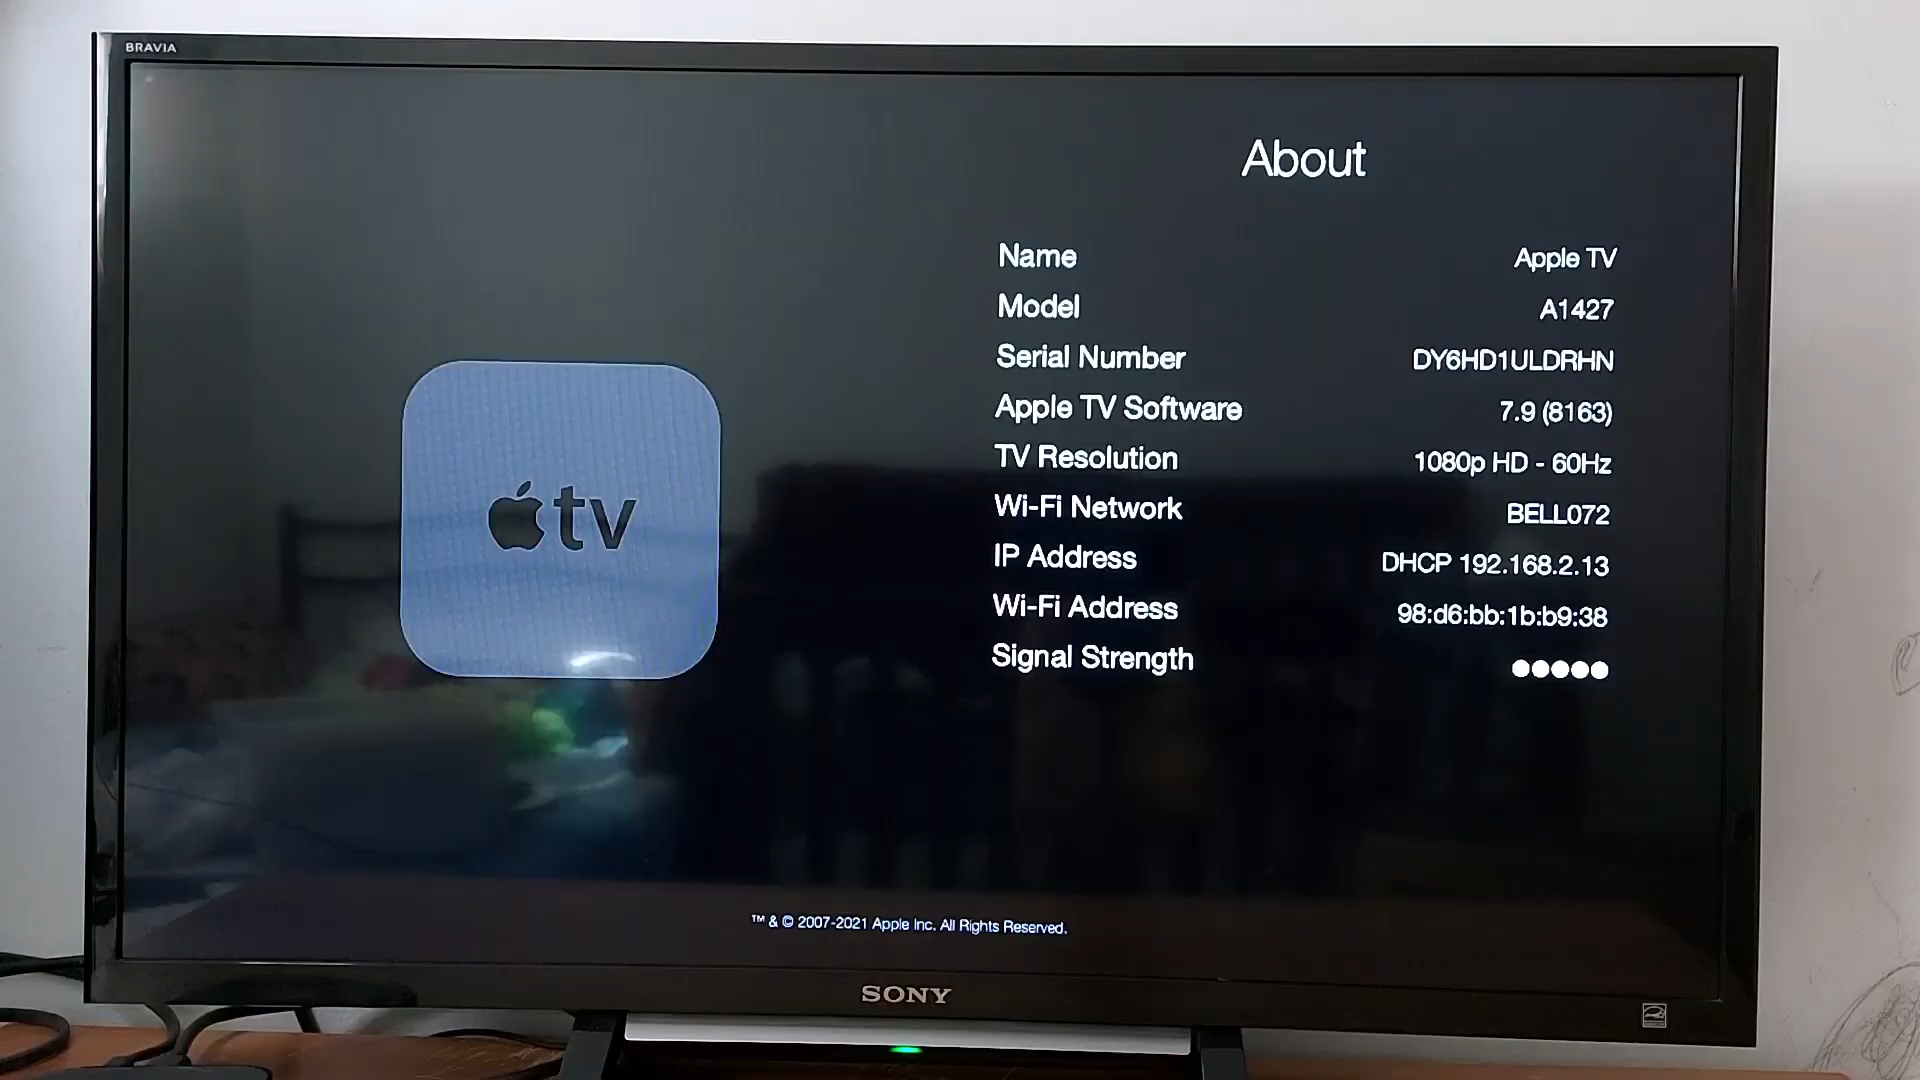 BRAVIA
About
Name Apple TV
Model A1427
Serial Number DY6HD1ULDRHN
Apple TV Software 7.9 (8163)
TV Resolution 1080p HD - 60Hz
Wi-Fi Network BELL072
IP Address DHCP 192.168.2.13
Wi-Fi Address 98:d6:bb:1b:b9:38
Signal Strength
tv
™ & © 2007-2021 Apple Inc. All Rights Reserved.
SONY